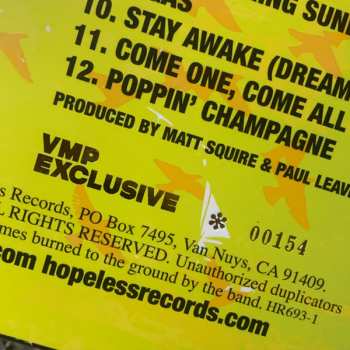 10. STAY AWAKE (DREAM
11. COME ONE, COME ALL
12. POPPIN' CHAMPAGNE
PRODUCED BY MATT SQUIRE & PAUL LEAV
VMP
EXCLUSIVE
00154
s Records, PO Box 7495, Van Nuys, CA 91409.
RIGHTS RESERVED. Unauthorized duplicators
mes burned to the ground by the band. HR693-1
com hopelessrecords.com